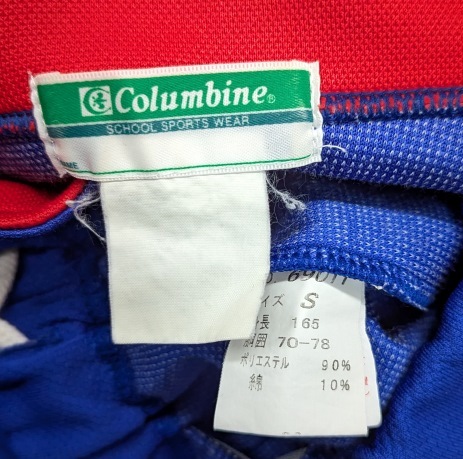 Columbine®
SCHOOL SPORTS WEAR
NAME
イズ S
長 165
囲 70-78
ポリエステル 90%
綿 10%